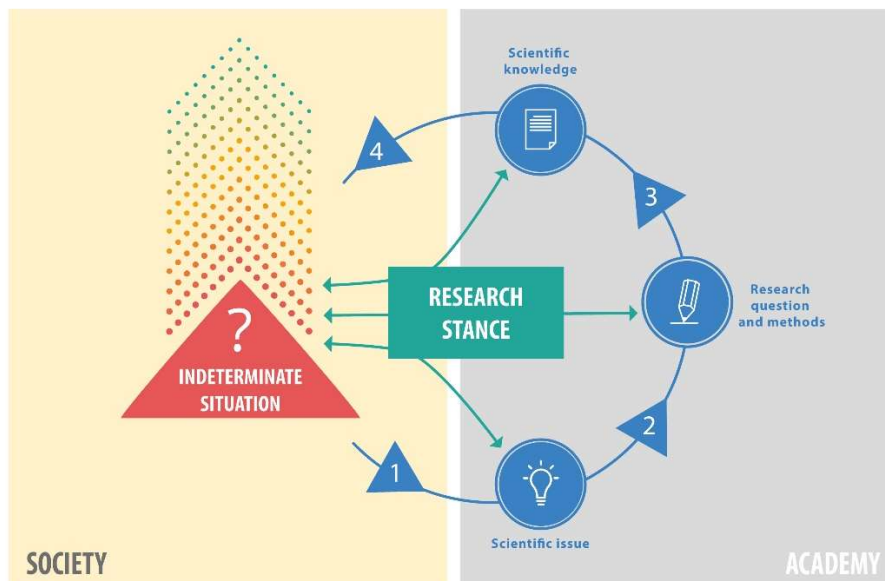 Scientific
knowledge
4
3
?
INDETERMINATE
SITUATION
RESEARCH
STANCE
Research
question
and methods
2
1
Scientific issue
SOCIETY
ACADEMY